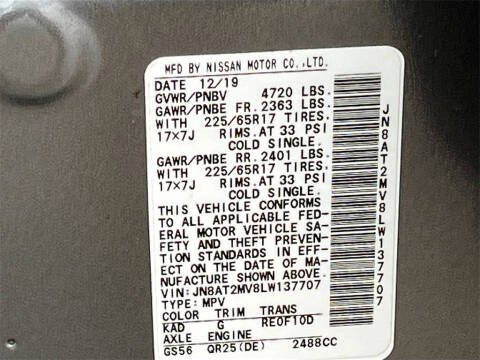 MFD BY NISSAN MOTOR CO.,LTD.
DATE 12/19
GVWR/PNBV 4720 LBS.
GAWR/PNBE FR. 2363 LBS.
WITH 225/65R17 TIRES.
17×7J RIMS. AT 33 PSI
COLD SINGLE.
GAWR/PNBE RR. 2401 LBS.
WITH 225/65R17 TIRES.
17×7J RIMS. AT 33 PSI
COLD SINGLE.
THIS VEHICLE CONFORMS
TO ALL APPLICABLE FED-
ERAL MOTOR VEHICLE SA-
FETY AND THEFT PREVEN-
TION STANDARDS IN EFF-
ECT ON THE DATE OF MA-
NUFACTURE SHOWN ABOVE.
VIN:JN8AT2MV8LW137707
TYPE: MPV
COLOR TRIM TRANS
KAD G RE0F10D
AXLE ENGINE
GS56 QR25(DE) 2488CC
JN8AT2MV8LW137707